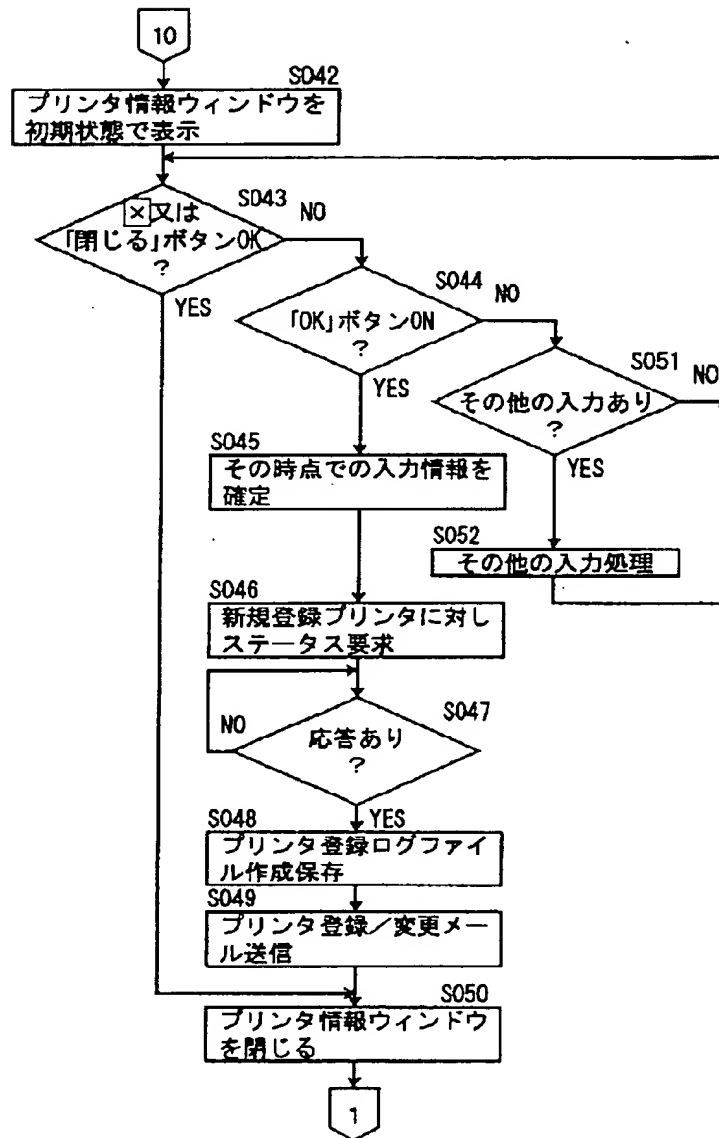 10
S042
プリンタ情報ウィンドウを
初期状態で表示
S043
NO
×又は
「閉じる」ボタンOK
?
YES
S044
NO
「OK」ボタンON
?
YES
S051
NO
その他の入力あり
?
YES
S045
その時点での入力情報を
確定
S052
その他の入力処理
S046
新規登録プリンタに対し
ステータス要求
S047
NO
応答あり
?
YES
S048
プリンタ登録ログファイ
ル作成保存
S049
プリンタ登録/変更メー
ル送信
S050
プリンタ情報ウィンドウ
を閉じる
1